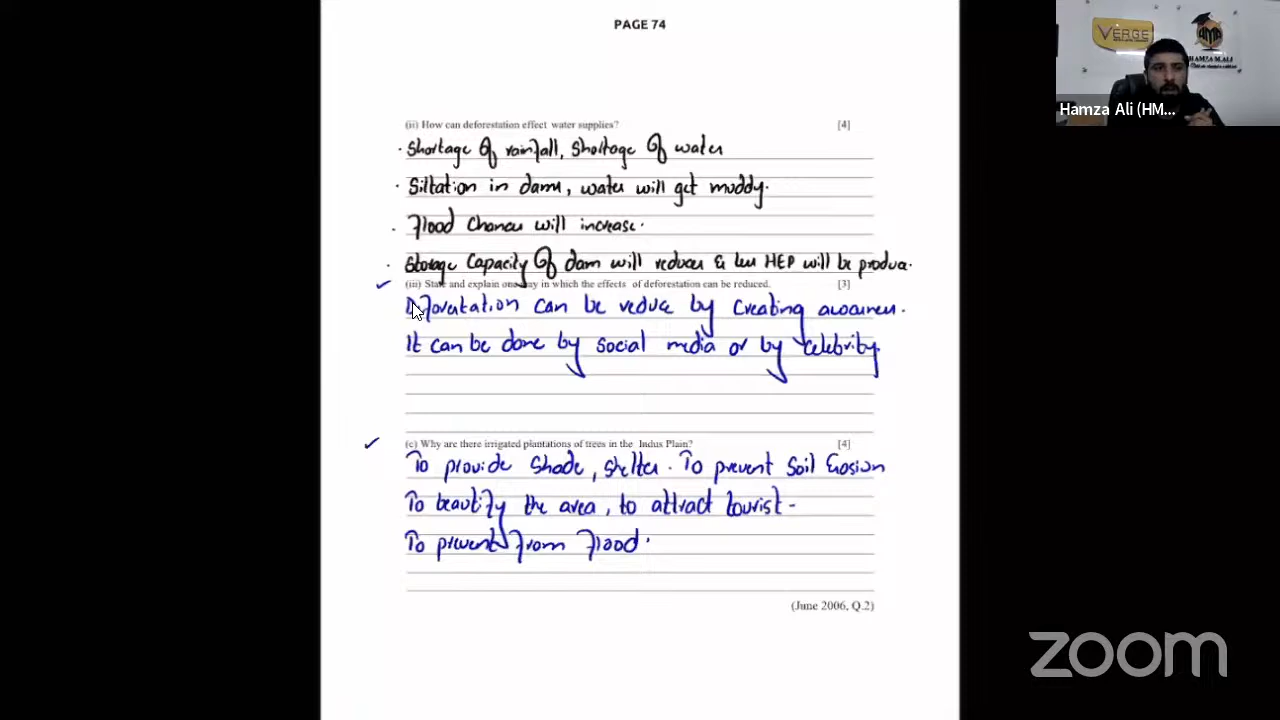 PAGE 74
VERGE
HMA
HAMZA M.ALI
Hamza Ali (HM...
(ii) How can deforestation effect water supplies? [4]
· Shortage of rainfall, Shortage of water
· Siltation in dams, water will get muddy.
· Flood Chances will increase.
· Storage Capacity of dam will reduces & less HEP will be produce.
(iii) State and explain one way in which the effects of deforestation can be reduced. [3]
Deforestation can be reduce by Creating awareness.
It can be done by social media or by celebrity.
(c) Why are there irrigated plantations of trees in the Indus Plain? [4]
To provide Shade, Shelter. To prevent Soil Erosion
To beautify the area, to attract tourist -
To prevent From Flood.
(June 2006, Q.2)
zoom